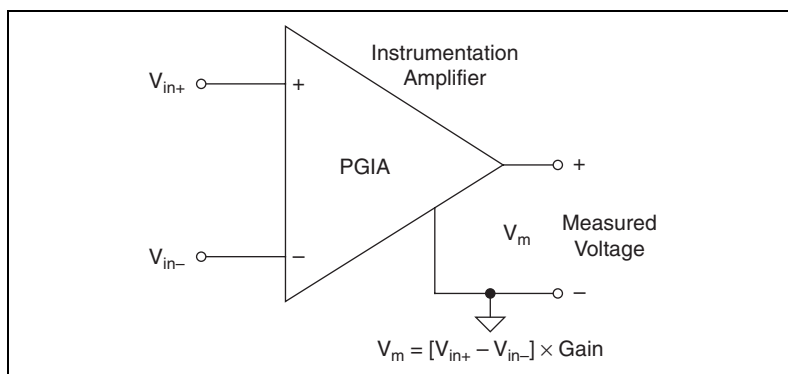 Instrumentation
Amplifier
V_in+
+
PGIA
+
V_m
Measured
Voltage
V_in–
–
–
V_m = [V_in+ – V_in–] × Gain